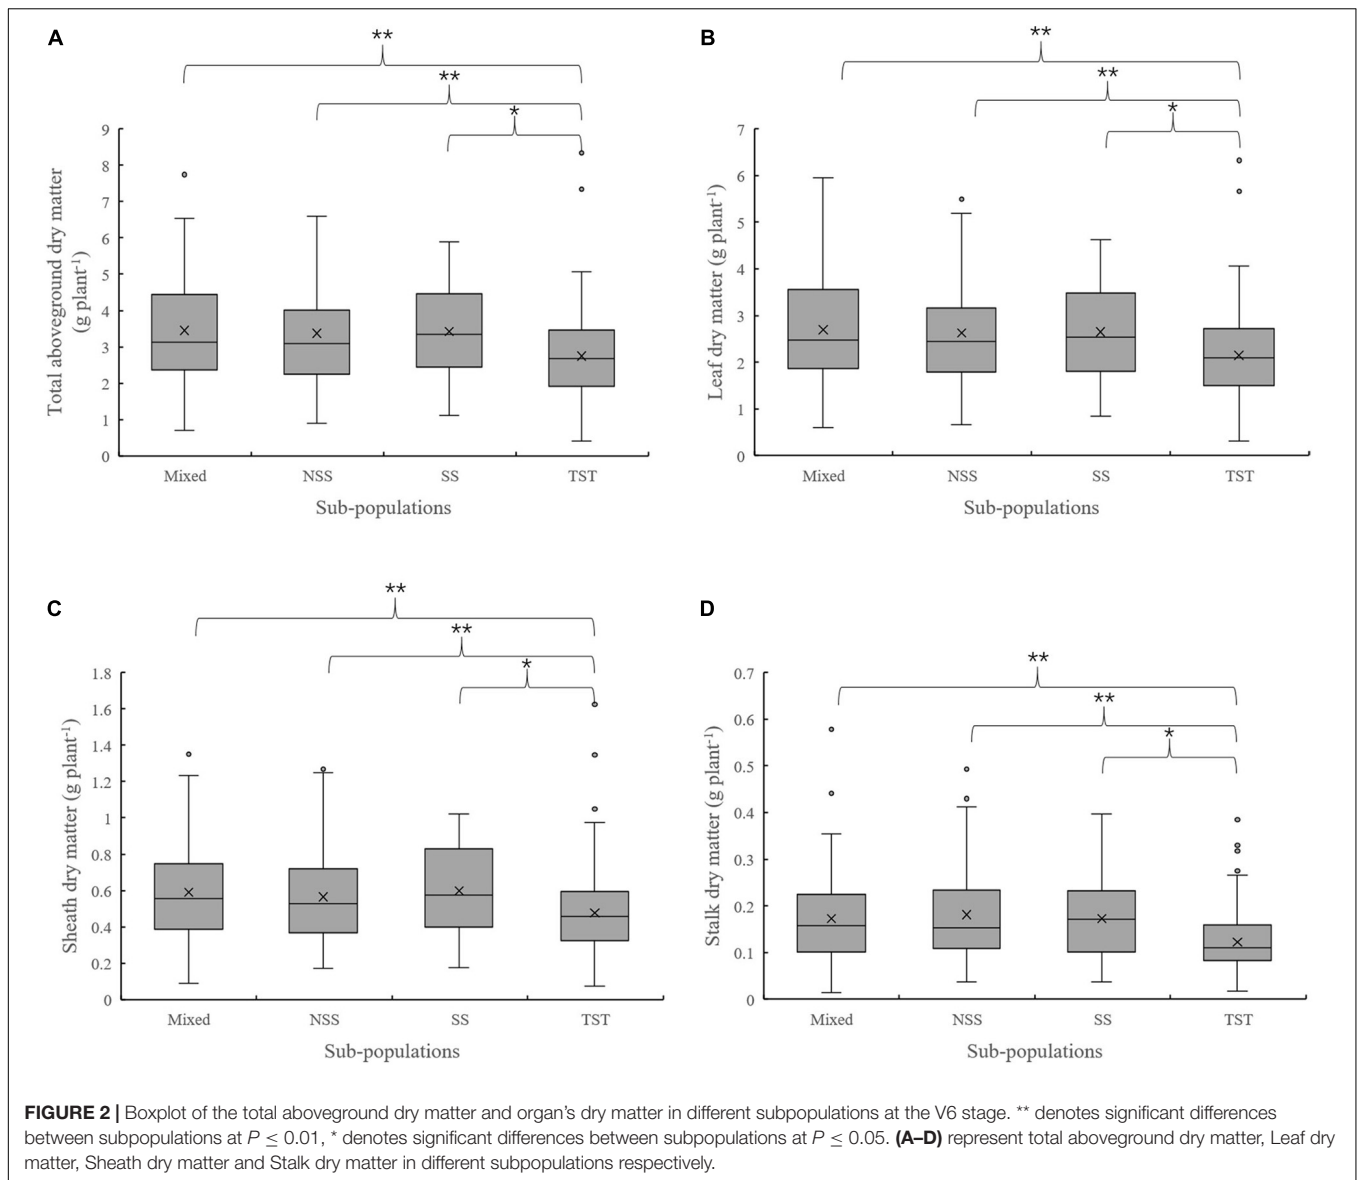 A
**
**
*
9
8
7
6
5
4
3
2
1
0
Total aboveground dry matter
(g plant⁻¹)
Mixed NSS SS TST
Sub-populations
B
**
**
*
7
6
5
4
3
2
1
0
Leaf dry matter (g plant⁻¹)
Mixed NSS SS TST
Sub-populations
C
**
**
*
1.8
1.6
1.4
1.2
1
0.8
0.6
0.4
0.2
0
Sheath dry matter (g plant⁻¹)
Mixed NSS SS TST
Sub-populations
D
**
**
*
0.7
0.6
0.5
0.4
0.3
0.2
0.1
0
Stalk dry matter (g plant⁻¹)
Mixed NSS SS TST
Sub-populations
FIGURE 2 | Boxplot of the total aboveground dry matter and organ's dry matter in different subpopulations at the V6 stage. ** denotes significant differences
between subpopulations at P ≤ 0.01, * denotes significant differences between subpopulations at P ≤ 0.05. (A–D) represent total aboveground dry matter, Leaf dry
matter, Sheath dry matter and Stalk dry matter in different subpopulations respectively.